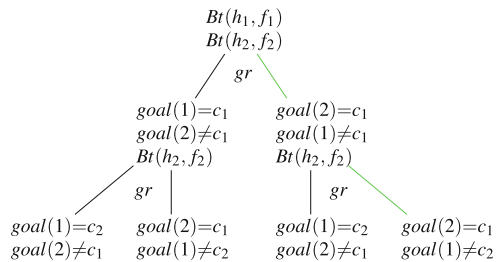 Bt(h₁, f₁)
Bt(h₂, f₂)
gr
goal(1)=c₁ goal(2)=c₁
goal(2)≠c₁ goal(1)≠c₁
Bt(h₂, f₂) Bt(h₂, f₂)
gr gr
goal(1)=c₂ goal(2)=c₁ goal(1)=c₂ goal(2)=c₁
goal(2)≠c₁ goal(1)≠c₂ goal(2)≠c₁ goal(1)≠c₂